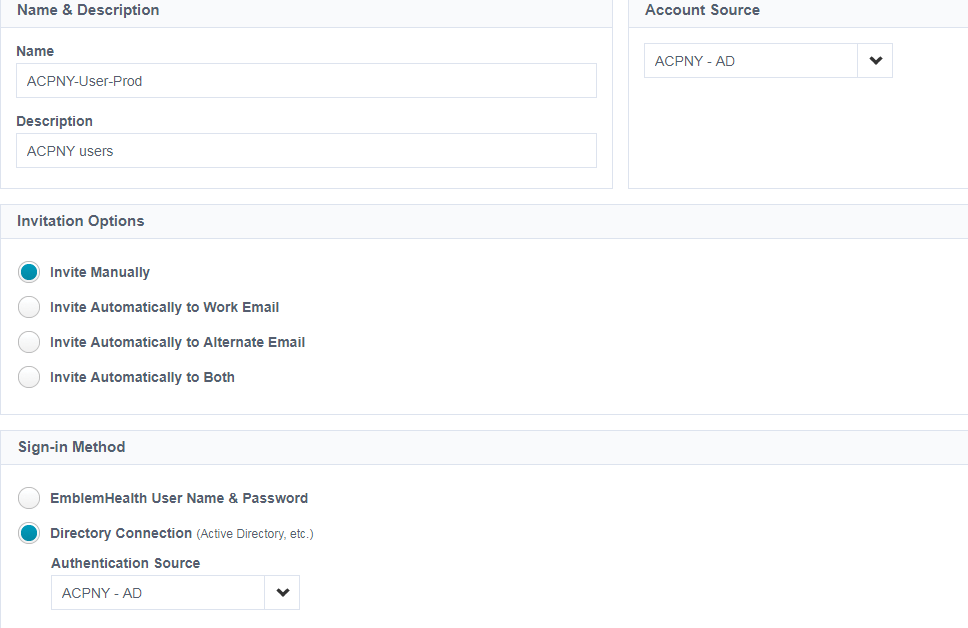 Name & Description
Account Source
Name
ACPNY-User-Prod
ACPNY - AD
Description
ACPNY users
Invitation Options
Invite Manually
Invite Automatically to Work Email
Invite Automatically to Alternate Email
Invite Automatically to Both
Sign-in Method
EmblemHealth User Name & Password
Directory Connection (Active Directory, etc.)
Authentication Source
ACPNY - AD